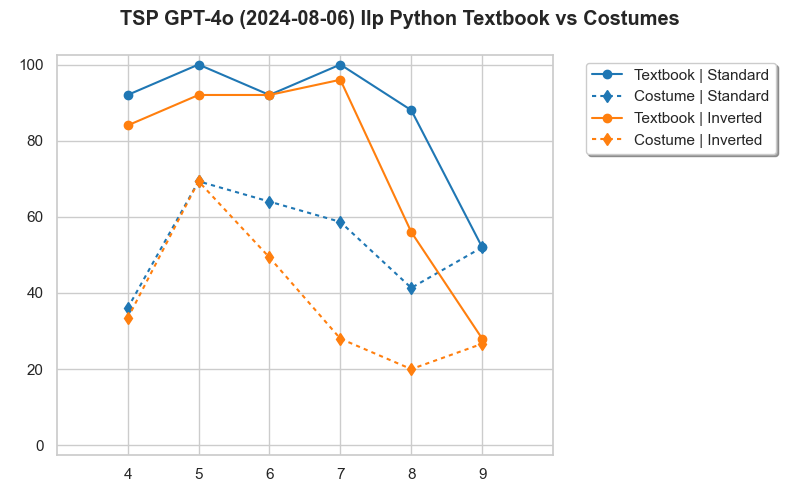 TSP GPT-4o (2024-08-06) Ilp Python Textbook vs Costumes
Textbook | Standard
Costume | Standard
Textbook | Inverted
Costume | Inverted
100
80
60
40
20
0
4 5 6 7 8 9